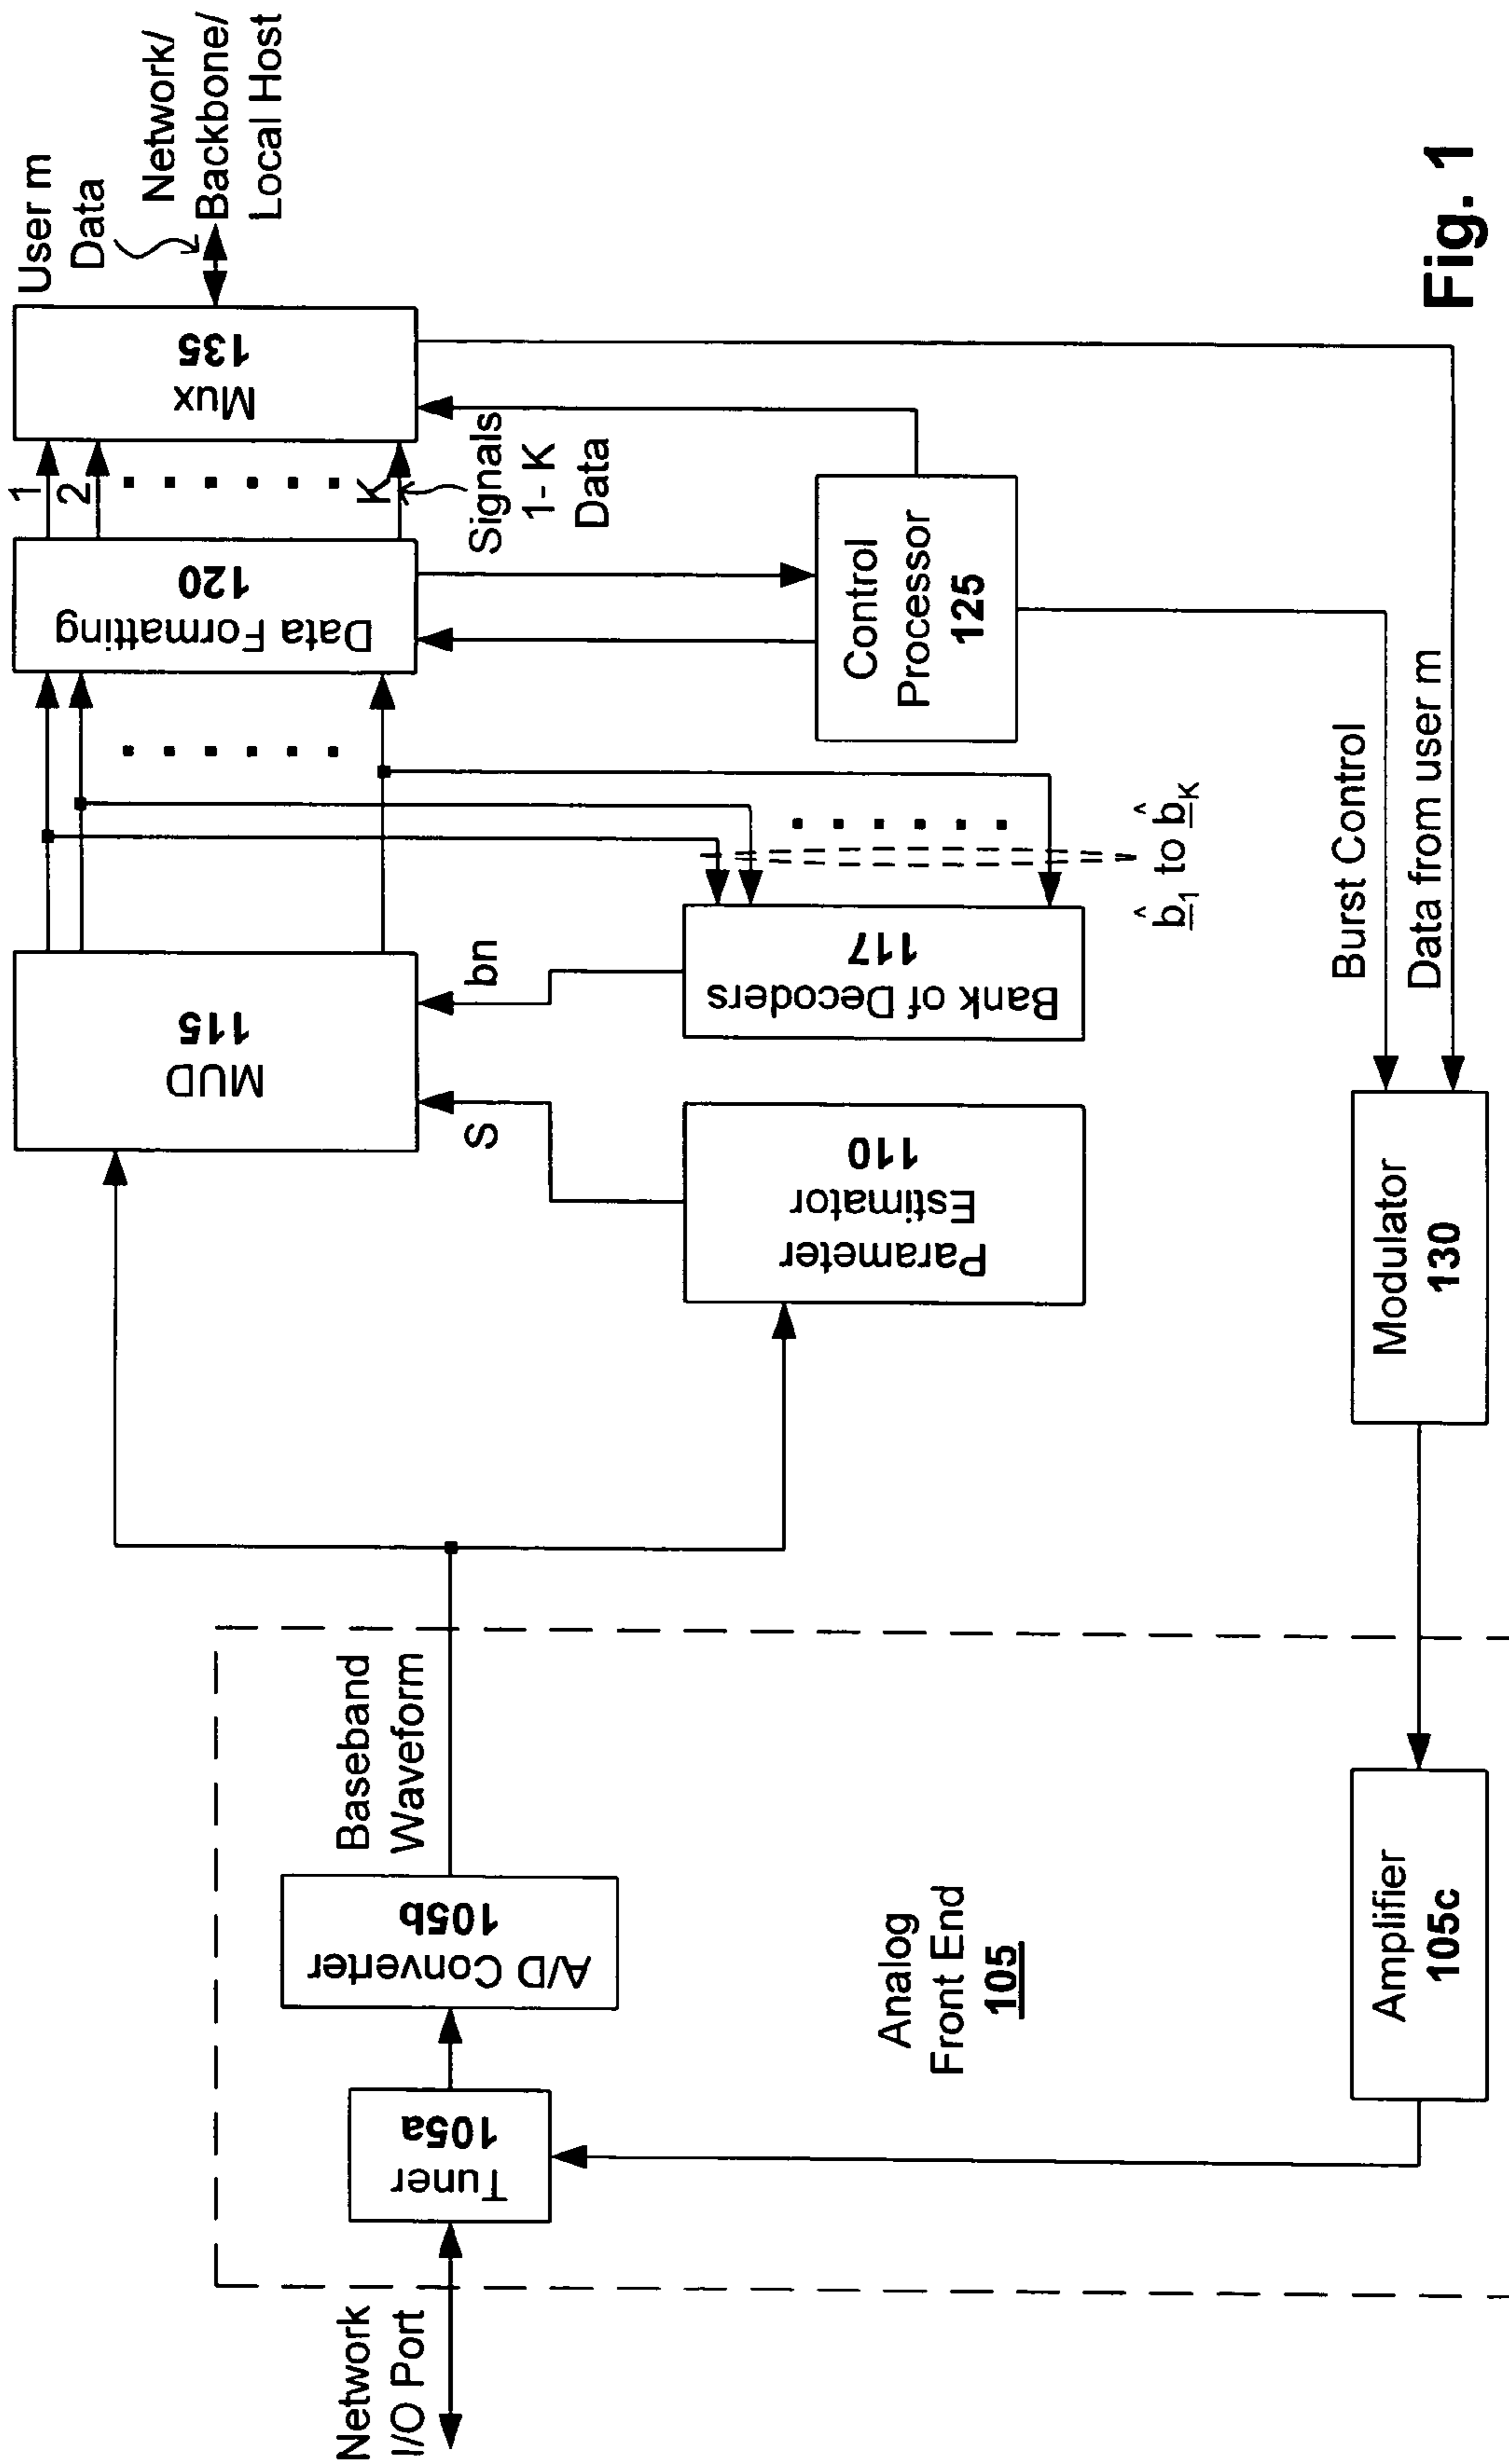 Network
I/O Port
Tuner
105a
A/D Converter
105b
Baseband
Waveform
Analog
Front End
105
Amplifier
105c
Parameter
Estimator
110
S
MUD
115
bn
Bank of Decoders
117
b̂1 to b̂K
Data Formatting
120
1
2
K
Signals
1- K
Data
Mux
135
User m
Data
Network/
Backbone/
Local Host
Control
Processor
125
Burst Control
Data from user m
Modulator
130
Fig. 1